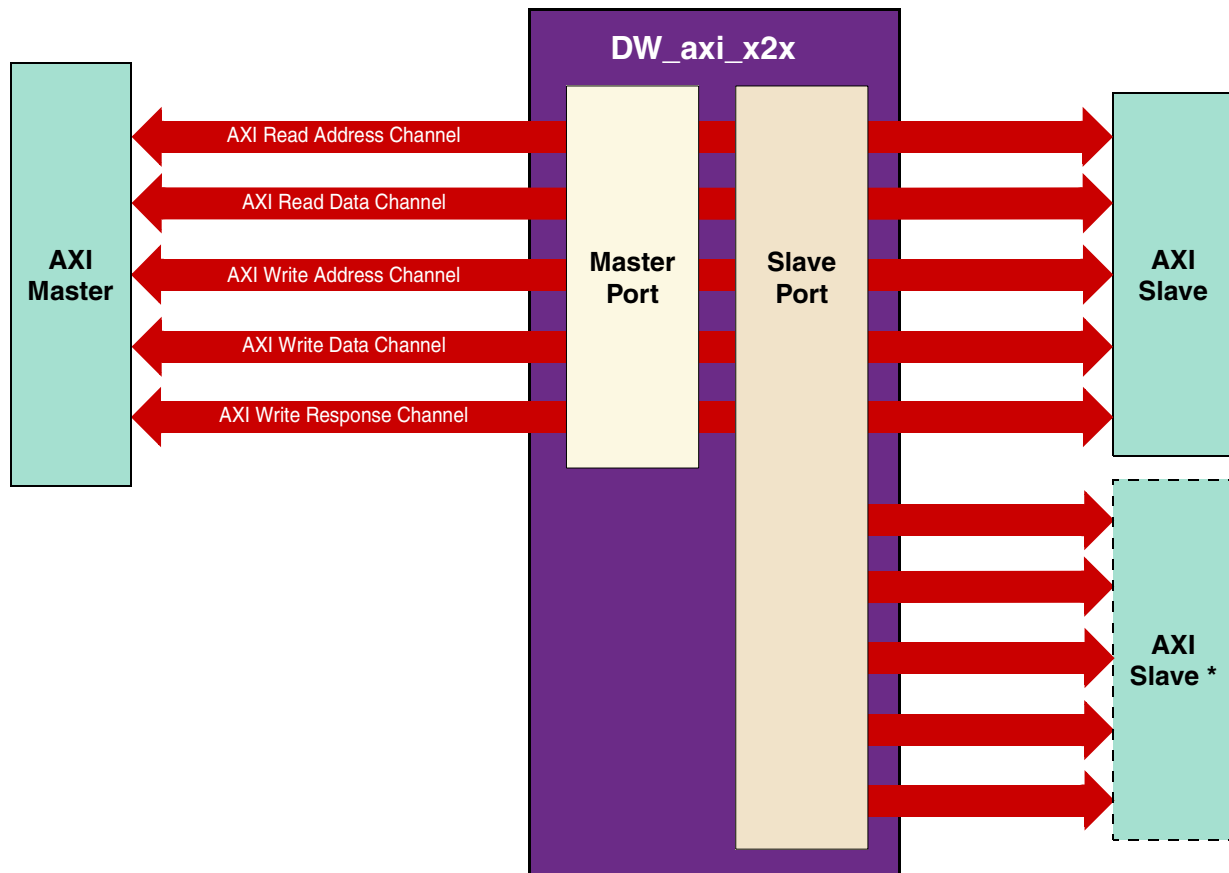 DW_axi_x2x
AXI Read Address Channel
AXI Read Data Channel
AXI Write Address Channel
AXI Write Data Channel
AXI Write Response Channel
AXI
Master
Master
Port
Slave
Port
AXI
Slave
AXI
Slave *